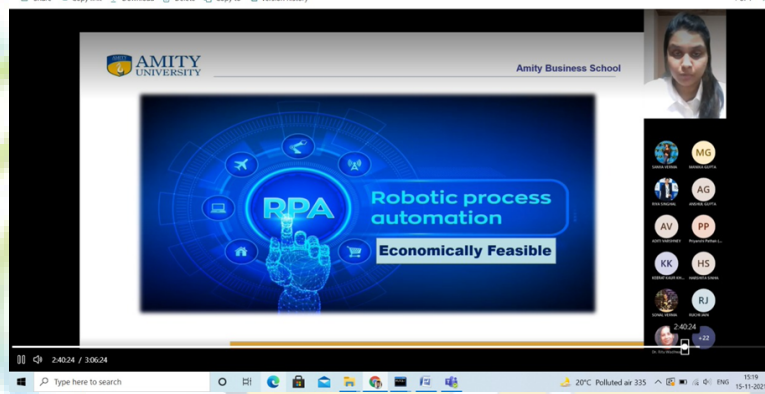 AMITY
UNIVERSITY
Amity Business School
RPA
Robotic process
automation
Economically Feasible
MG
AG
AV
PP
KK
HS
RJ
+22
2:40:24
2:40:24 / 3:06:24
Type here to search
20°C Polluted air 335
ENG
15:19